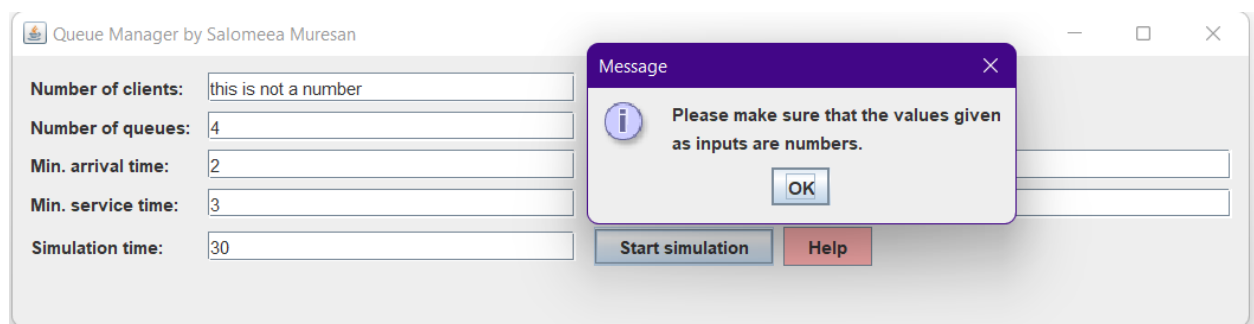 Queue Manager by Salomeea Muresan
Message
Number of clients: this is not a number
Please make sure that the values given
as inputs are numbers.
Number of queues: 4
Min. arrival time: 2
OK
Min. service time: 3
Simulation time: 30
Start simulation
Help